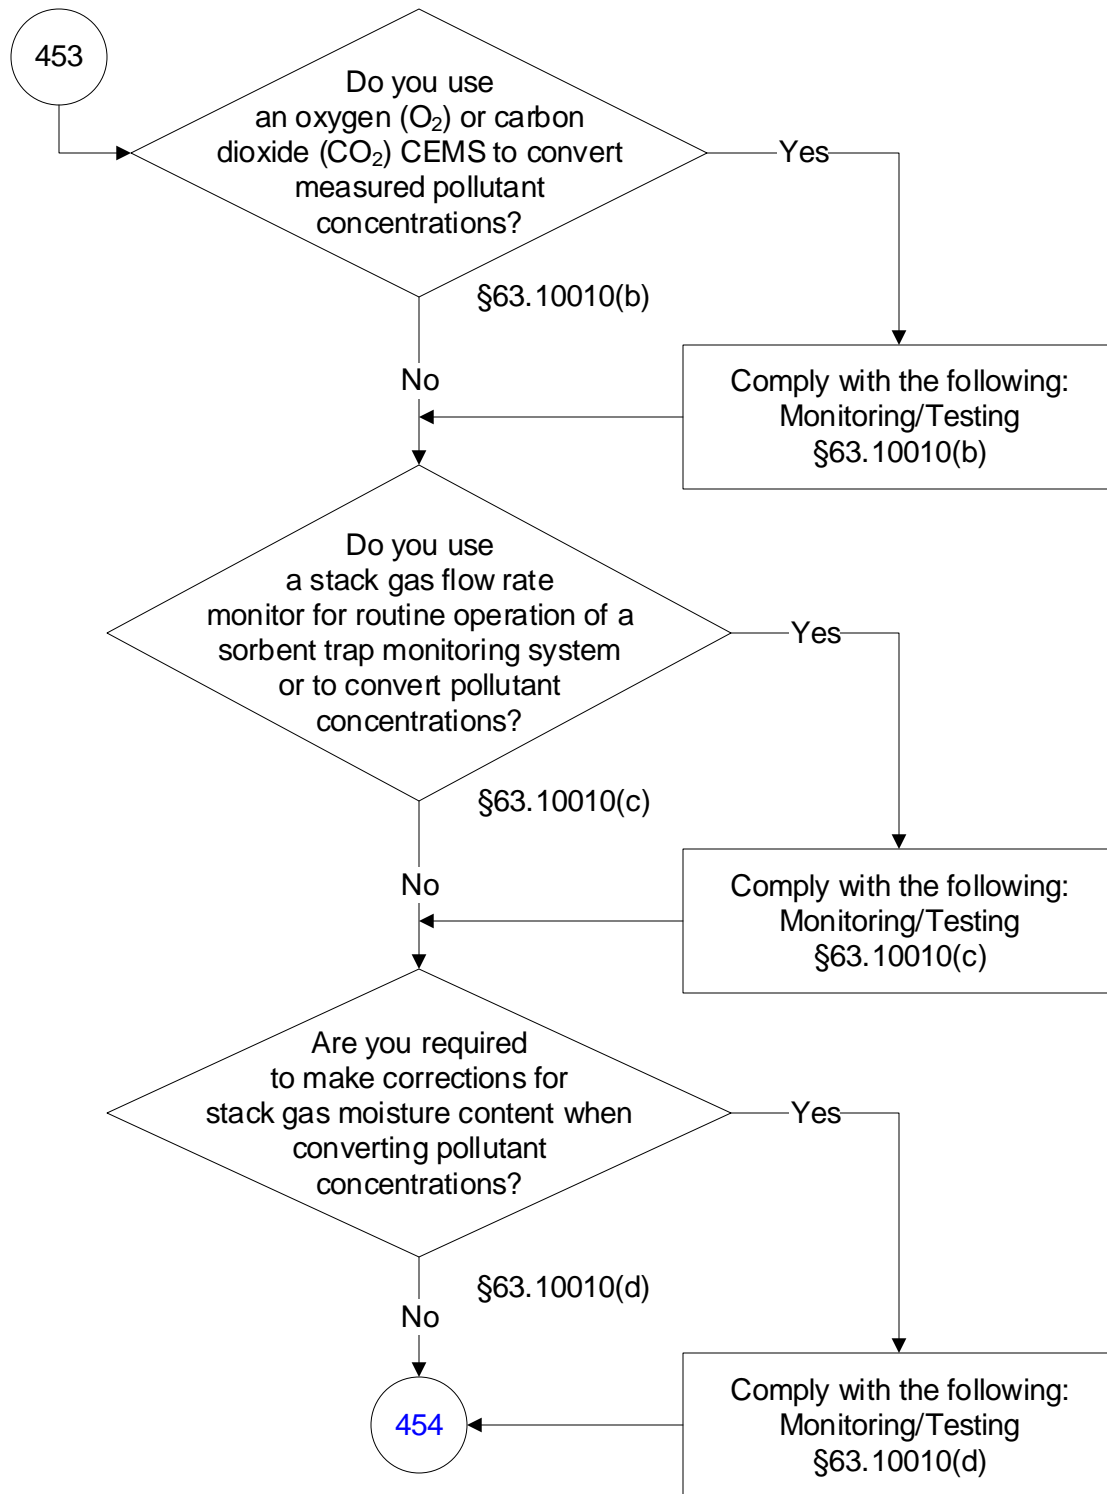 453
Do you use
an oxygen (O₂) or carbon
dioxide (CO₂) CEMS to convert
measured pollutant
concentrations?
Yes
§63.10010(b)
No
Comply with the following:
Monitoring/Testing
§63.10010(b)
Do you use
a stack gas flow rate
monitor for routine operation of a
sorbent trap monitoring system
or to convert pollutant
concentrations?
Yes
§63.10010(c)
No
Comply with the following:
Monitoring/Testing
§63.10010(c)
Are you required
to make corrections for
stack gas moisture content when
converting pollutant
concentrations?
Yes
§63.10010(d)
No
Comply with the following:
Monitoring/Testing
§63.10010(d)
454